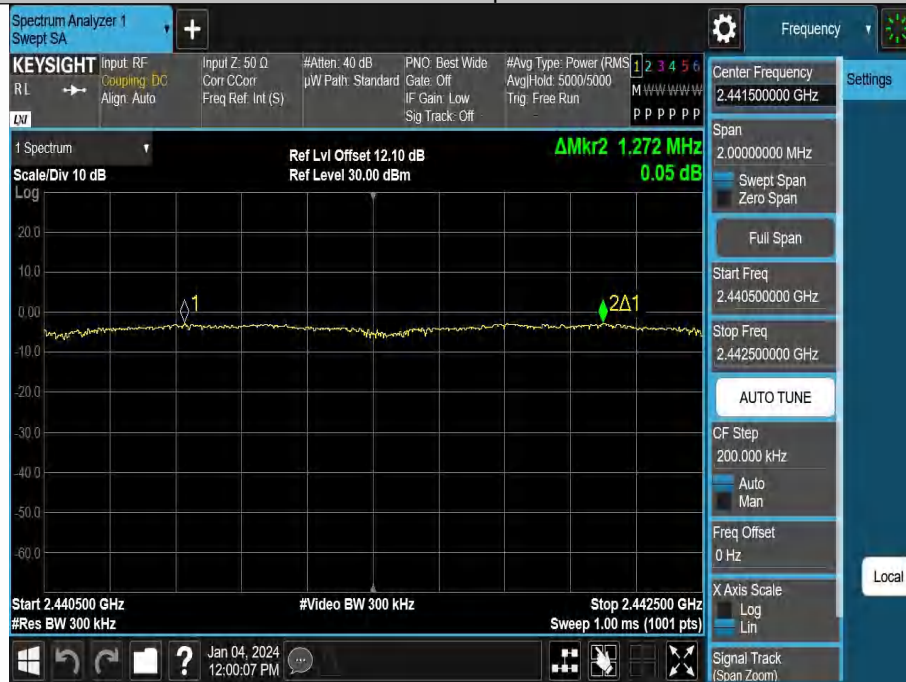 Spectrum Analyzer 1
Swept SA
+
Frequency
KEYSIGHT
RL
LXI
Input: RF
Coupling: DC
Align: Auto
Input Z: 50 Ω
Corr CCorr
Freq Ref: Int (S)
#Atten: 40 dB
µW Path: Standard
PNO: Best Wide
Gate: Off
IF Gain: Low
Sig Track: Off
#Avg Type: Power (RMS
Avg|Hold: 5000/5000
Trig: Free Run
1 2 3 4 5 6
M W W W W W
P P P P P P
1 Spectrum
Scale/Div 10 dB
Log
Ref Lvl Offset 12.10 dB
Ref Level 30.00 dBm
ΔMkr2 1.272 MHz
0.05 dB
20.0
10.0
0.00
-10.0
-20.0
-30.0
-40.0
-50.0
-60.0
1
2Δ1
Start 2.440500 GHz
#Res BW 300 kHz
#Video BW 300 kHz
Stop 2.442500 GHz
Sweep 1.00 ms (1001 pts)
Center Frequency
2.441500000 GHz
Settings
Span
2.00000000 MHz
Swept Span
Zero Span
Full Span
Start Freq
2.440500000 GHz
Stop Freq
2.442500000 GHz
AUTO TUNE
CF Step
200.000 kHz
Auto
Man
Freq Offset
0 Hz
Local
X Axis Scale
Log
Lin
Signal Track
(Span Zoom)
?
Jan 04, 2024
12:00:07 PM